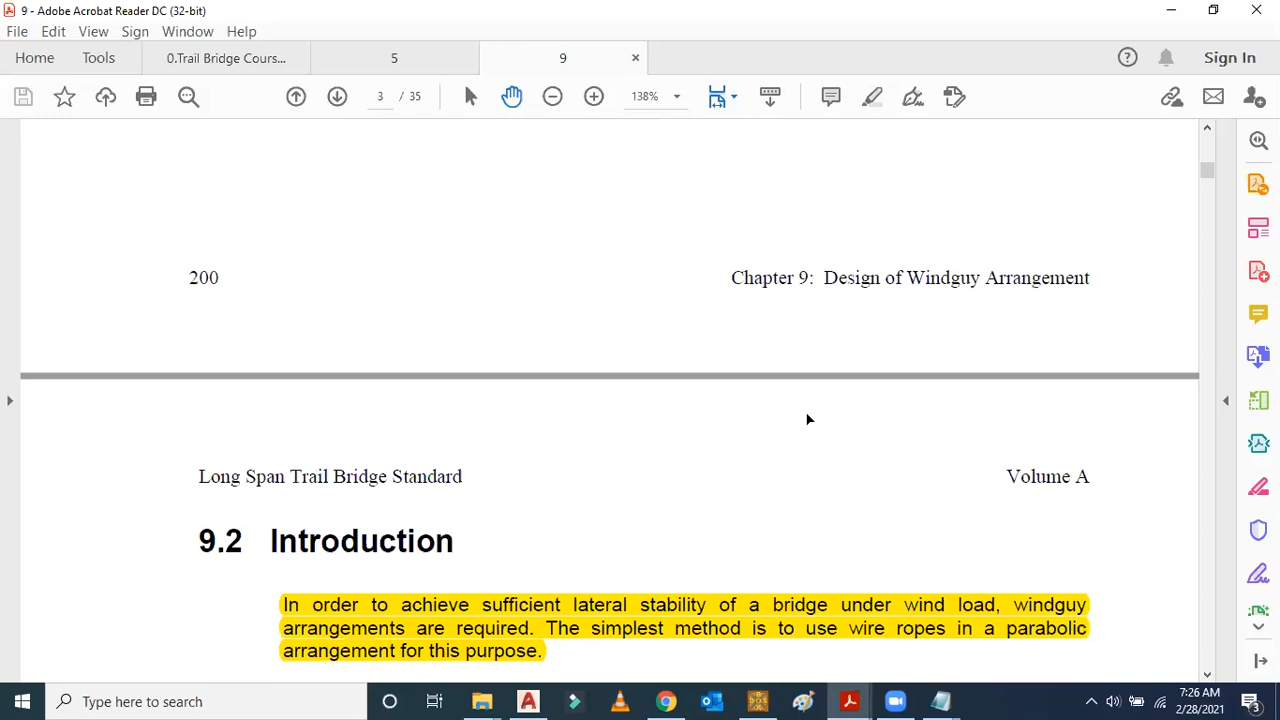 9 - Adobe Acrobat Reader DC (32-bit)
File Edit View Sign Window Help
Home Tools 0.Trail Bridge Cours... 5 9 Sign In
3 / 35 138%
200 Chapter 9: Design of Windguy Arrangement
Long Span Trail Bridge Standard Volume A
9.2 Introduction
In order to achieve sufficient lateral stability of a bridge under wind load, windguy
arrangements are required. The simplest method is to use wire ropes in a parabolic
arrangement for this purpose.
Type here to search
7:26 AM
2/28/2021
3